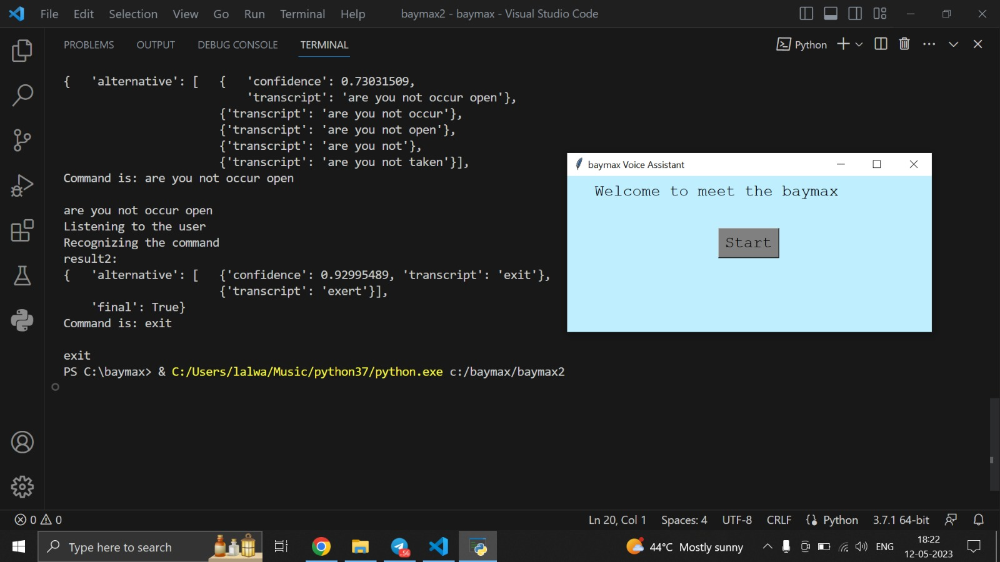 File Edit Selection View Go Run Terminal Help baymax2 - baymax - Visual Studio Code
PROBLEMS OUTPUT DEBUG CONSOLE TERMINAL Python
{   'alternative': [   {   'confidence': 0.73031509,
'transcript': 'are you not occur open'},
{'transcript': 'are you not occur'},
{'transcript': 'are you not open'},
{'transcript': 'are you not'},
{'transcript': 'are you not taken'}],
Command is: are you not occur open
are you not occur open
Listening to the user
Recognizing the command
result2:
{   'alternative': [   {'confidence': 0.92995489, 'transcript': 'exit'},
{'transcript': 'exert'}],
'final': True}
Command is: exit
exit
PS C:\baymax> & C:/Users/lalwa/Music/python37/python.exe c:/baymax/baymax2
baymax Voice Assistant
Welcome to meet the baymax
Start
0 0 Ln 20, Col 1 Spaces: 4 UTF-8 CRLF Python 3.7.1 64-bit
Type here to search ..56 44°C Mostly sunny ENG 18:22
12-05-2023